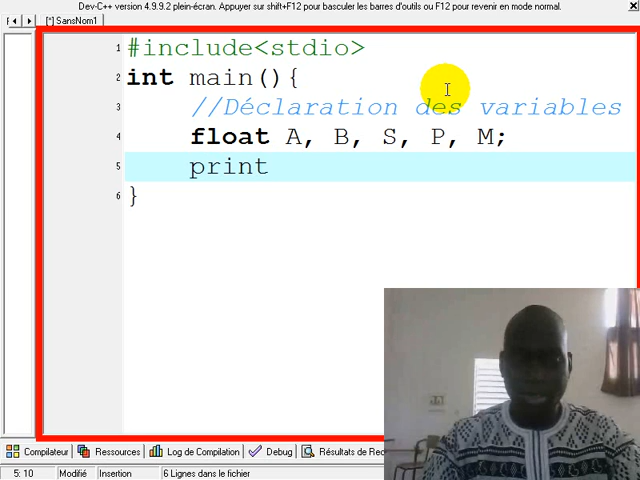 Dev-C++ version 4.9.9.2 plein-écran. Appuyer sur shift+F12 pour basculer les barres d'outils ou F12 pour revenir en mode normal.
[*] SansNom1
1 #include<stdio>
2 int main(){
3 //Déclaration des variables
4 float A, B, S, P, M;
5 print
6 }
Compilateur Ressources Log de Compilation Debug Résultats de Rec
5: 10 Modifié Insertion 6 Lignes dans le fichier